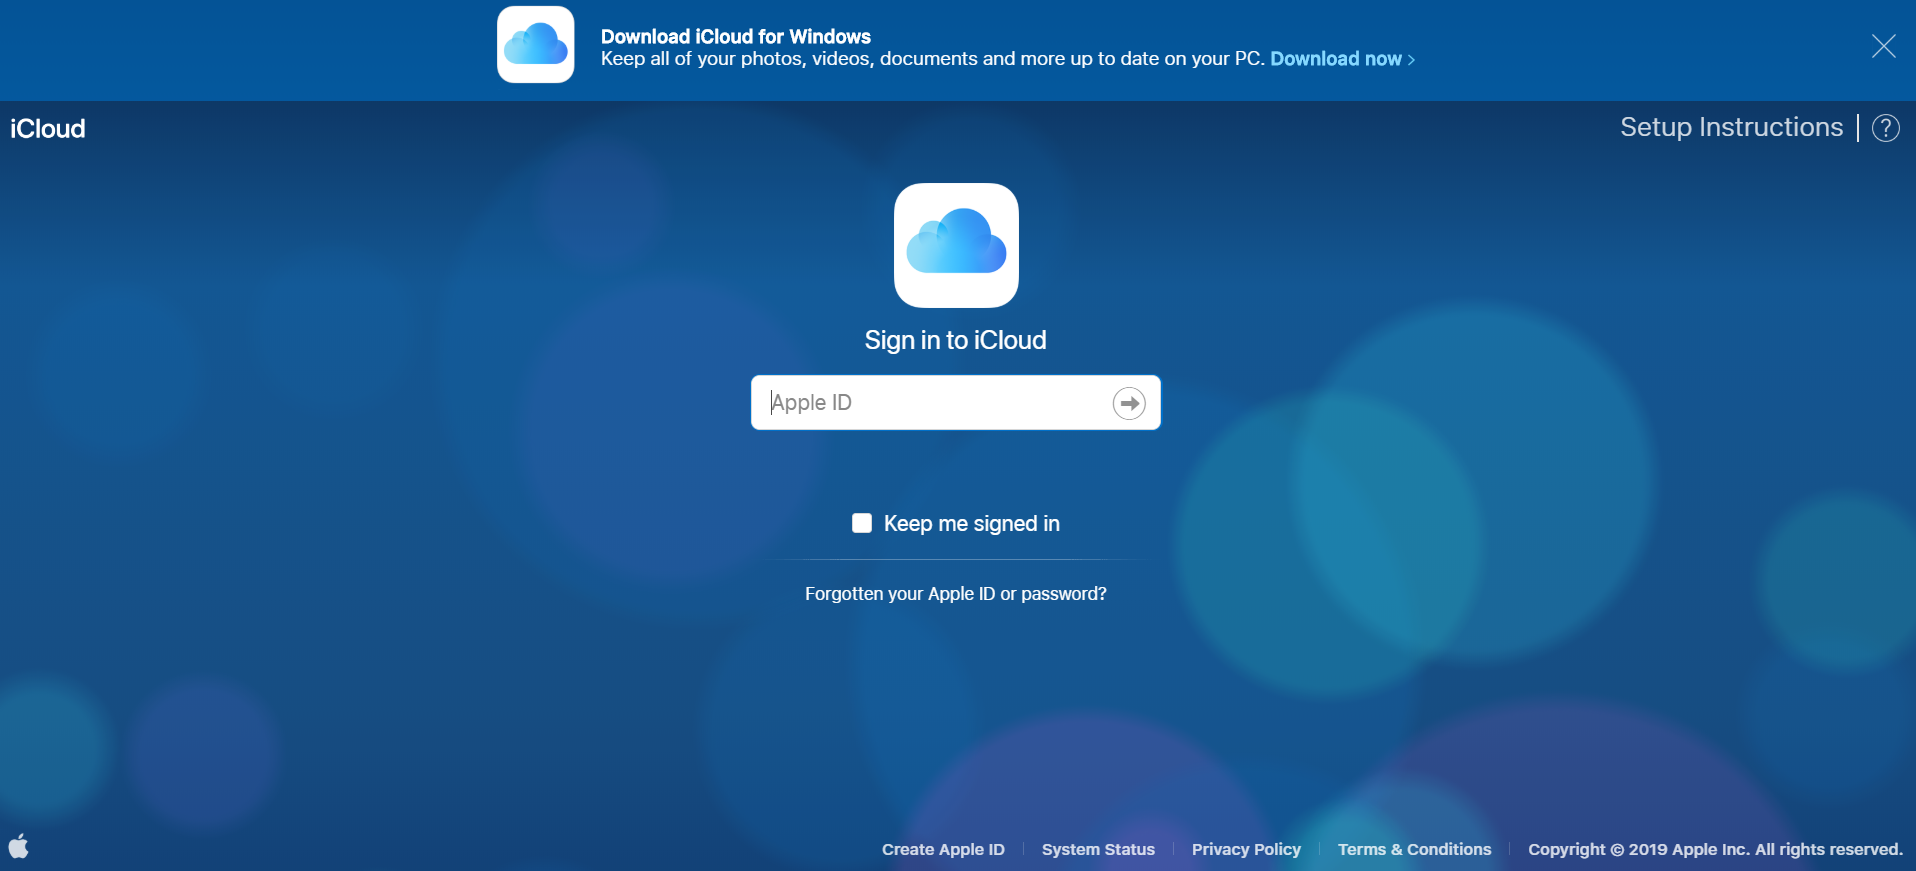 Download iCloud for Windows
Keep all of your photos, videos, documents and more up to date on your PC. Download now >
iCloud
Setup Instructions | ?
Sign in to iCloud
Apple ID
Keep me signed in
Forgotten your Apple ID or password?
Create Apple ID | System Status | Privacy Policy | Terms & Conditions | Copyright © 2019 Apple Inc. All rights reserved.